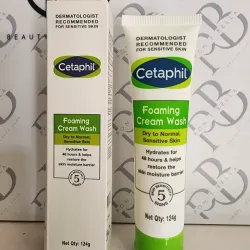 DERMATOLOGIST
RECOMMENDED
FOR SENSITIVE SKIN
Cetaphil
Foaming
Cream Wash
Dry to Normal,
Sensitive Skin
Hydrates for
48 hours & helps
restore the
skin moisture barrier
5
Net Qty: 124g
DERMATOLOGIST
RECOMMENDED
FOR SENSITIVE SKIN
Cetaphil
Foaming
Cream Wash
Dry to Normal,
Sensitive Skin
Hydrates for
48 hours & helps
restore the
skin moisture barrier
5
Net Qty: 124g